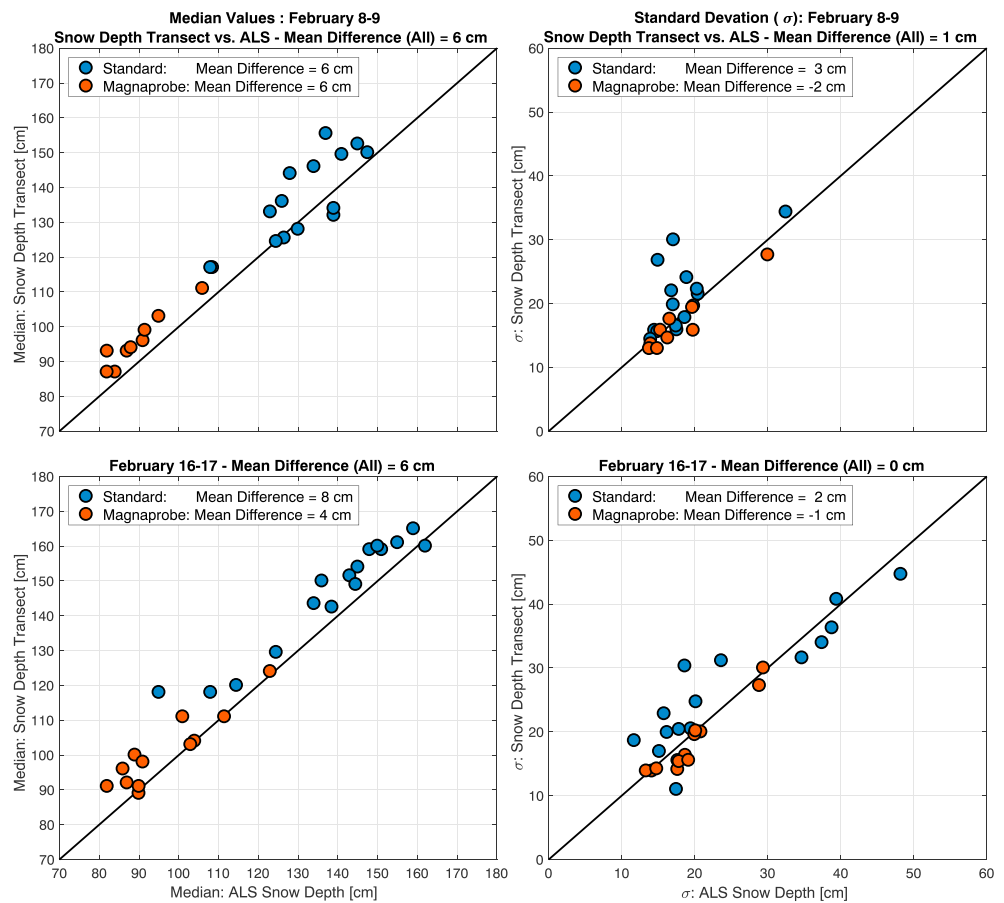 Median Values : February 8-9
Snow Depth Transect vs. ALS - Mean Difference (All) = 6 cm
Standard: Mean Difference = 6 cm
Magnaprobe: Mean Difference = 6 cm
Median: Snow Depth Transect [cm]
180
170
160
150
140
130
120
110
100
90
80
70
Standard Devation ( σ): February 8-9
Snow Depth Transect vs. ALS - Mean Difference (All) = 1 cm
Standard: Mean Difference = 3 cm
Magnaprobe: Mean Difference = -2 cm
σ: Snow Depth Transect [cm]
60
50
40
30
20
10
0
0 10 20 30 40 50 60
February 16-17 - Mean Difference (All) = 6 cm
Standard: Mean Difference = 8 cm
Magnaprobe: Mean Difference = 4 cm
Median: Snow Depth Transect [cm]
180
170
160
150
140
130
120
110
100
90
80
70
70 80 90 100 110 120 130 140 150 160 170 180
Median: ALS Snow Depth [cm]
February 16-17 - Mean Difference (All) = 0 cm
Standard: Mean Difference = 2 cm
Magnaprobe: Mean Difference = -1 cm
σ: Snow Depth Transect [cm]
60
50
40
30
20
10
0
0 10 20 30 40 50 60
σ: ALS Snow Depth [cm]